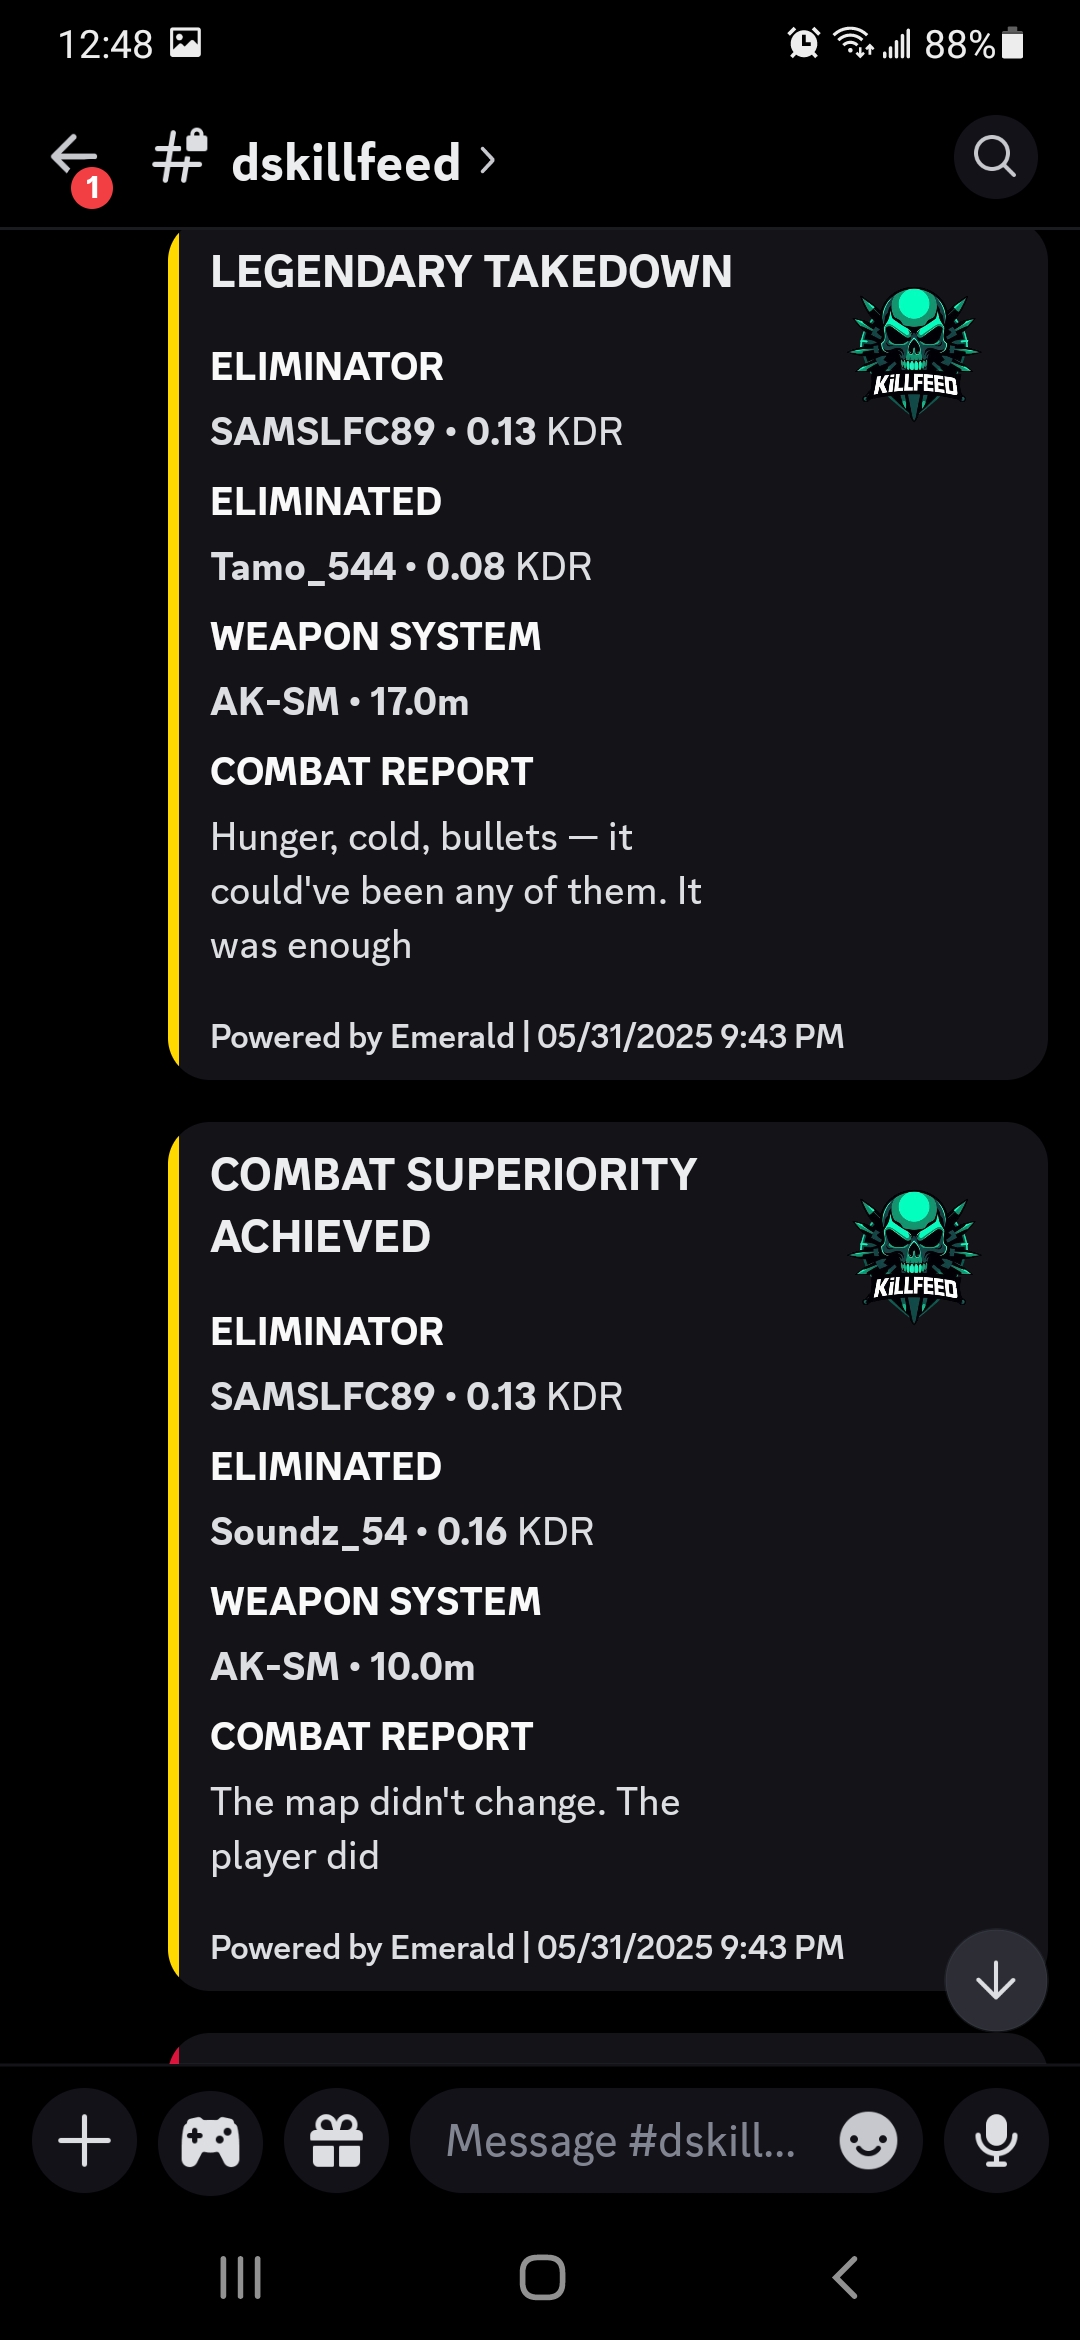 12:48
88%
1
dskillfeed
LEGENDARY TAKEDOWN
KiLLFEED
ELIMINATOR
SAMSLFC89 • 0.13 KDR
ELIMINATED
Tamo_544 • 0.08 KDR
WEAPON SYSTEM
AK-SM • 17.0m
COMBAT REPORT
Hunger, cold, bullets — it
could've been any of them. It
was enough
Powered by Emerald | 05/31/2025 9:43 PM
COMBAT SUPERIORITY
ACHIEVED
KiLLFEED
ELIMINATOR
SAMSLFC89 • 0.13 KDR
ELIMINATED
Soundz_54 • 0.16 KDR
WEAPON SYSTEM
AK-SM • 10.0m
COMBAT REPORT
The map didn't change. The
player did
Powered by Emerald | 05/31/2025 9:43 PM
Message #dskill...